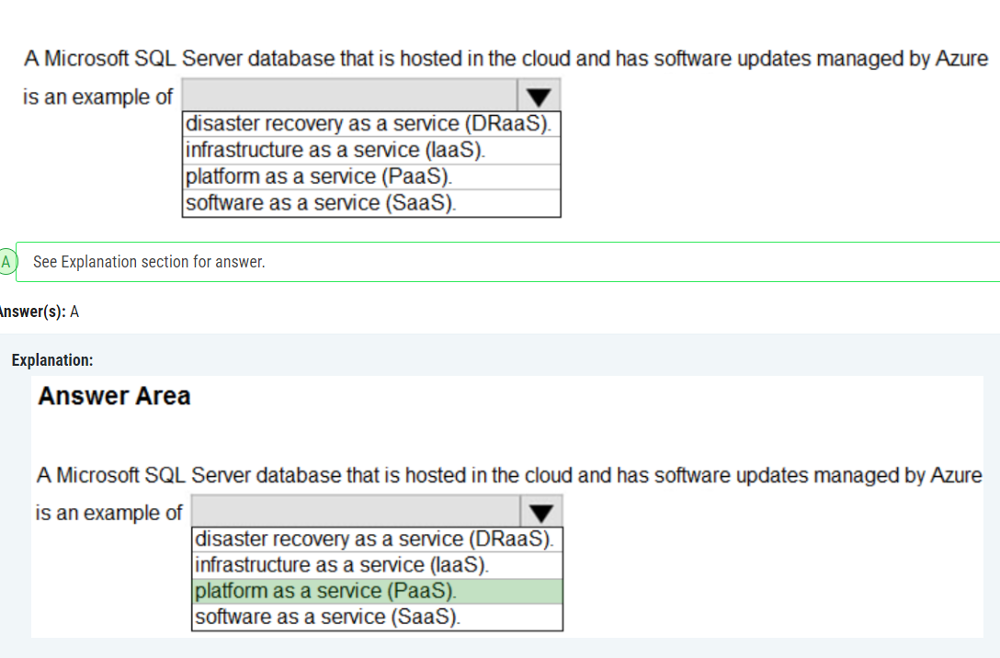 A Microsoft SQL Server database that is hosted in the cloud and has software updates managed by Azure
is an example of
disaster recovery as a service (DRaaS).
infrastructure as a service (IaaS).
platform as a service (PaaS).
software as a service (SaaS).
A
See Explanation section for answer.
Answer(s): A
Explanation:
Answer Area
A Microsoft SQL Server database that is hosted in the cloud and has software updates managed by Azure
is an example of
disaster recovery as a service (DRaaS).
infrastructure as a service (IaaS).
platform as a service (PaaS).
software as a service (SaaS).